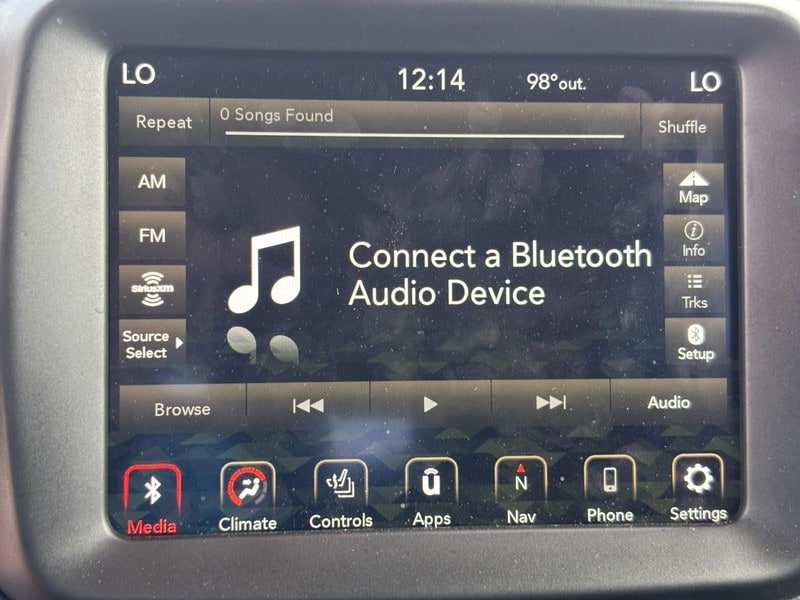 LO
12:14
98° out.
LO
Repeat
0 Songs Found
Shuffle
AM
FM
SiriusXM
Source
Select
Connect a Bluetooth
Audio Device
Map
i
Info
Trks
Setup
Browse
Audio
Media
Climate
Controls
û
Apps
N
Nav
Phone
Settings